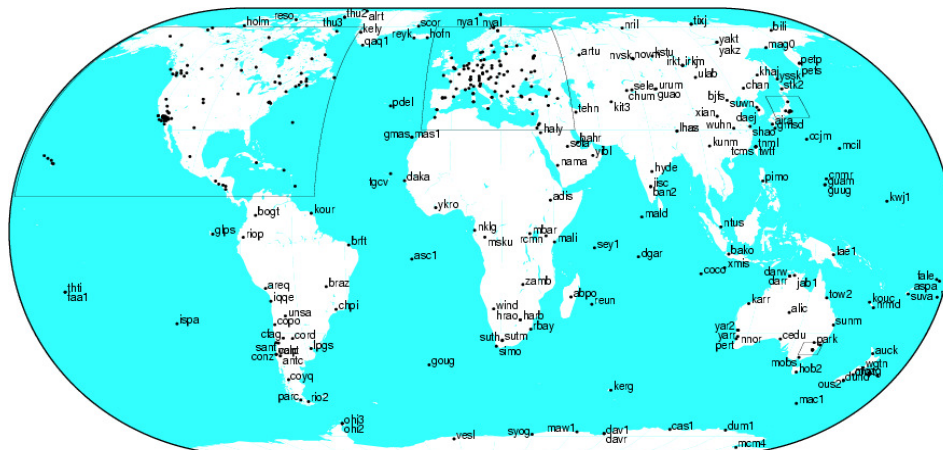 thu2 alrt
reso
holm
thu3
kely
qaq1
scor
reyk hofn
nya1 nyal
nril
tixj
bili
yakt
yakz
mag0
artu
nvsk
irkt irkm
ulab
petp
pets
khaj
yssk
stk2
chan
pdel
tehn
kit3
sele
chum
urum
guao
bjfs
suwn
daej
xian
wuhn
shao
aira
ccjm
mcil
gmas mas1
haly
bahr
yibl
lhas
kunm
tcms
tnml
twtf
nama
hyde
iisc
ban2
pimo
cnmr
guam
guug
kwj1
daka
ykro
adis
mald
bogt
kour
glps
riop
brft
nklg
msku
mbar
rcmn
mali
sey1
dgar
ntus
bako
xmis
coco
lae1
asc1
thti
faa1
areq
iqqe
braz
chpi
unsa
copo
cord
lpgs
sant
conz
antc
coyq
parc
rio2
ispa
zamb
abpo
reun
wind
hrao
harb
rbay
suth
sutm
simo
goug
kerg
darw
darr
jab1
karr
alic
tow2
kouc
nrmd
fale
aspa
suva
yar2
yarr
pert
nnor
cedu
sunm
park
mobs
hob2
auck
wgtn
ous2
dund
mac1
ohi3
ohi2
vesl
syog
maw1
dav1
davr
cas1
dum1
mcm4